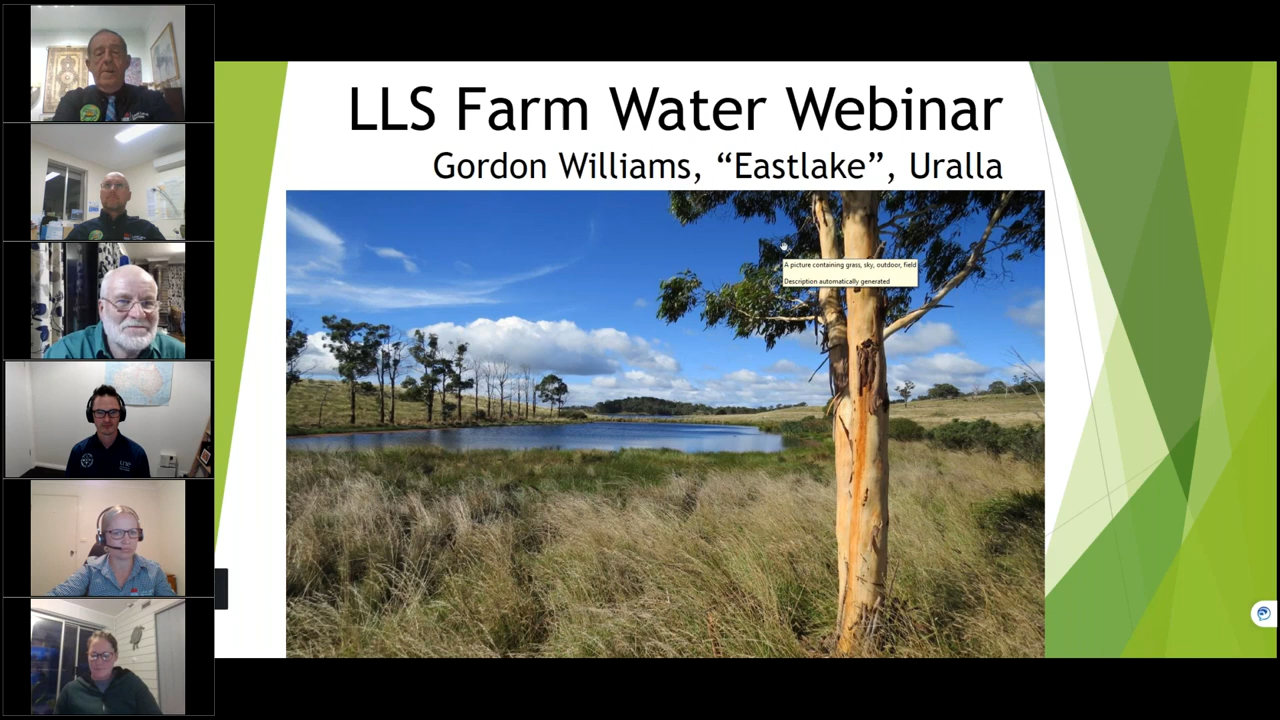 LLS Farm Water Webinar
Gordon Williams, “Eastlake”, Uralla
A picture containing grass, sky, outdoor, field
Description automatically generated